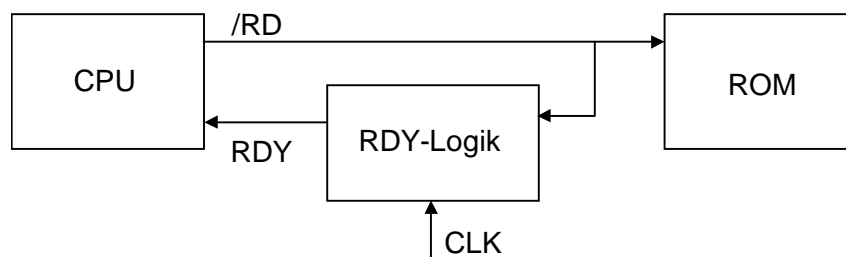 /RD
CPU
ROM
RDY
RDY-Logik
CLK